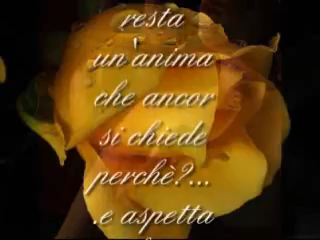 resta
un'anima
che ancor
si chiede
perchè?...
.e aspetta